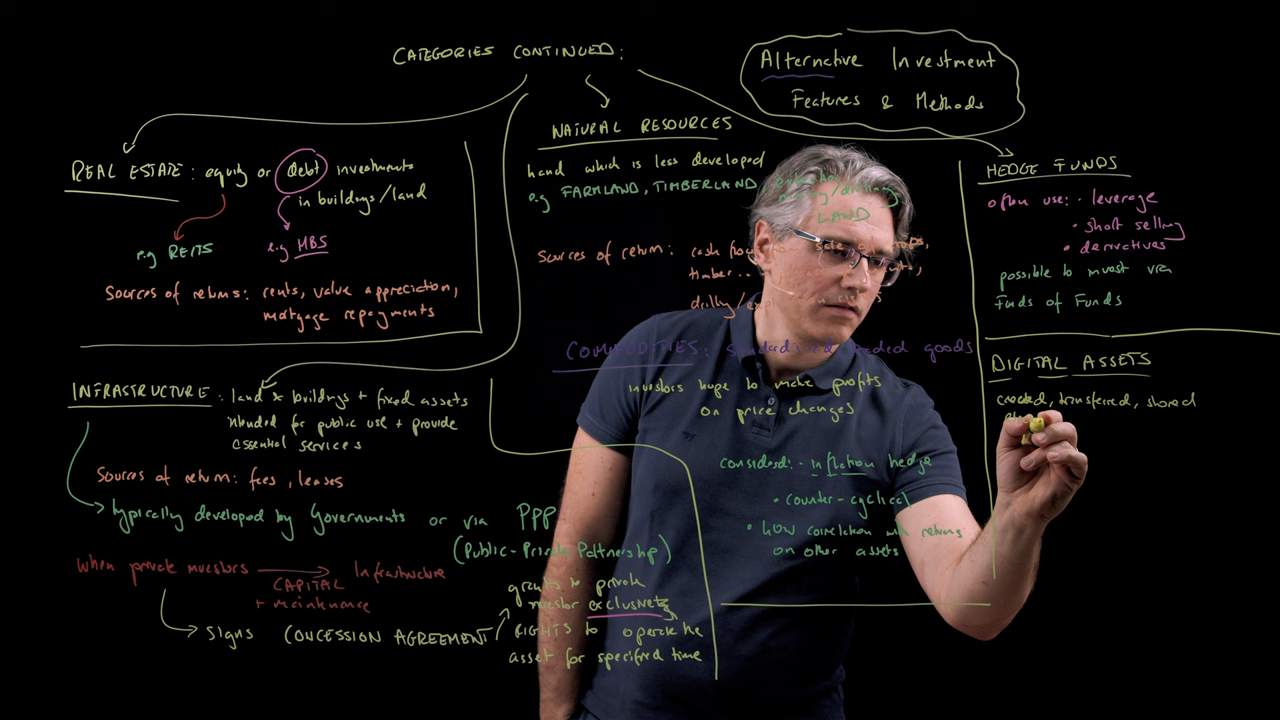 CATEGORIES CONTINUED:
Alternative Investment
Features & Methods
REAL ESTATE: equity or debt investments
in buildings/land
e.g REITS
e.g MBS
Sources of returns: rents, value appreciation,
mortgage repayments
INFRASTRUCTURE: land & buildings + fixed assets
intended for public use + provide
essential services
Sources of return: fees, leases
typically developed by Governments or via PPP
(Public-Private Partnership)
when private investors
CAPITAL
+ maintenance
Infrastructure
signs CONCESSION AGREEMENT
grants to private
investor
RIGHTS to operate the
asset for specified time
NATURAL RESOURCES
land which is less developed
e.g FARMLAND, TIMBERLAND,
LAND
Sources of return: cash
timber..
COMMODITIES: standardised traded goods
investors hope to make profits
on price changes
considered: · inflation hedge
· counter-cyclical
· low correlation with returns
on other assets
HEDGE FUNDS
often use: · leverage
· short selling
· derivatives
possible to invest via
Funds of Funds
DIGITAL ASSETS
created, transferred, stored